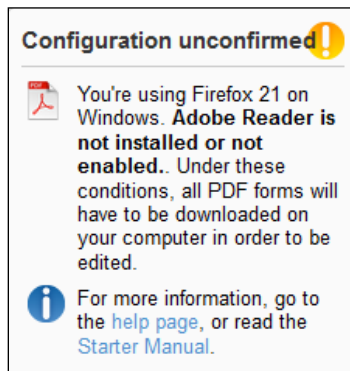 Configuration unconfirmed
PDF
You're using Firefox 21 on
Windows. Adobe Reader is
not installed or not
enabled.. Under these
conditions, all PDF forms will
have to be downloaded on
your computer in order to be
edited.
For more information, go to
the help page, or read the
Starter Manual.